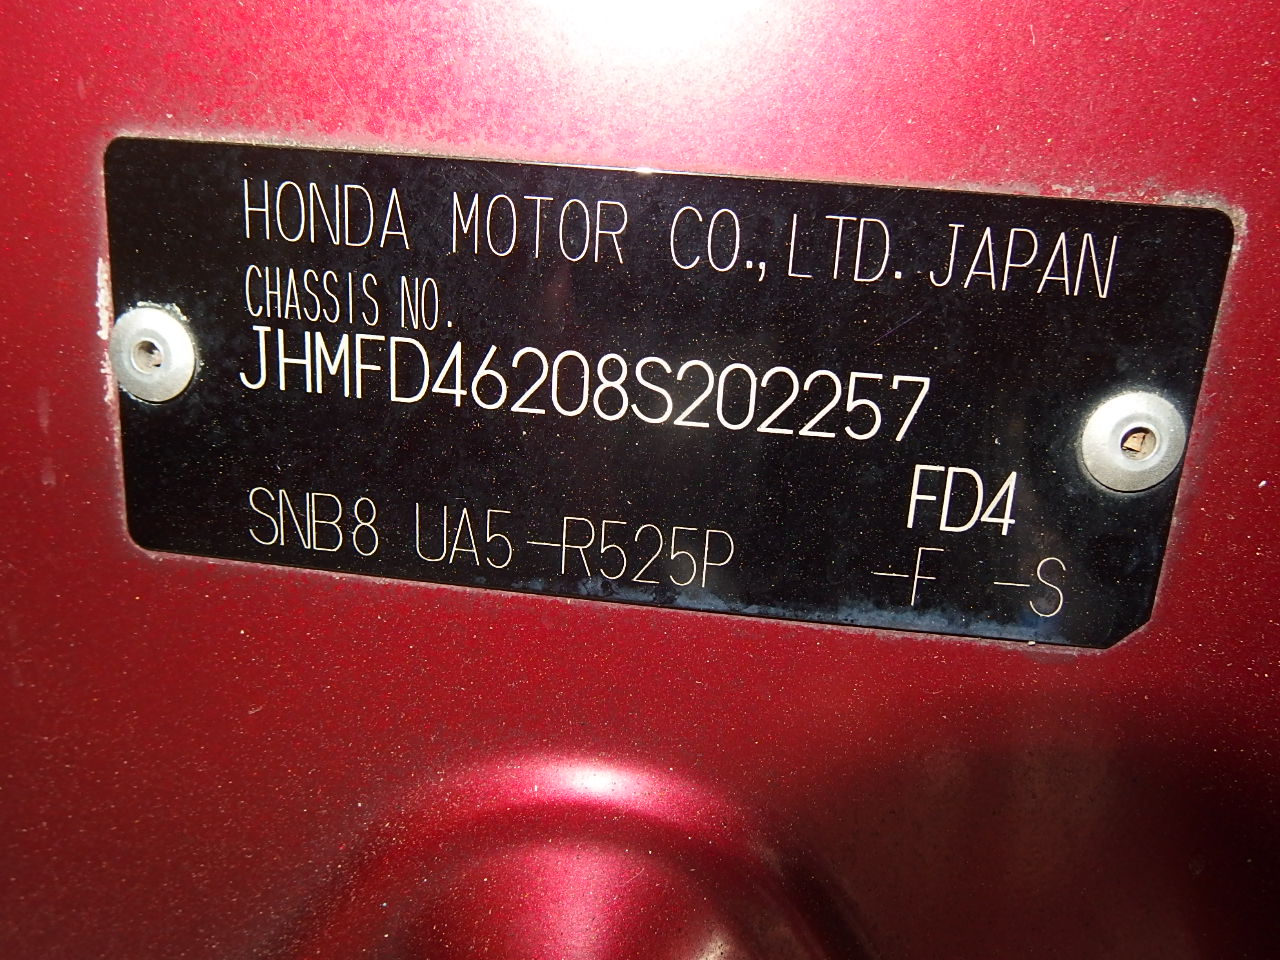 HONDA MOTOR CO., LTD. JAPAN
CHASSIS NO.
JHMFD46208S202257
FD4
SNB8 UA5-R525P -F -S